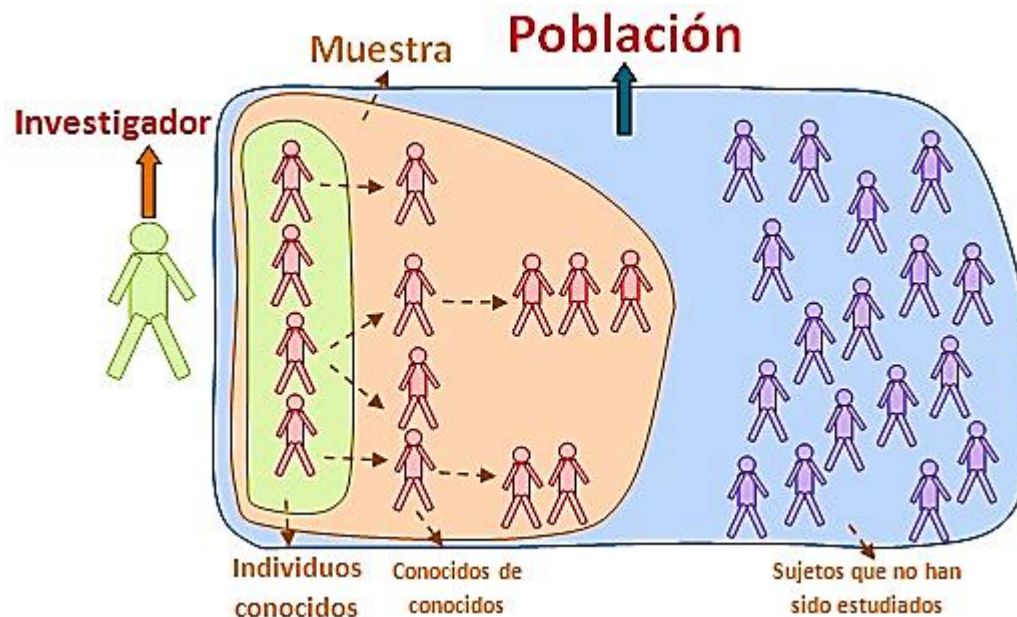 Población
Muestra
Investigador
Individuos
conocidos
Conocidos de
conocidos
Sujetos que no han
sido estudiados